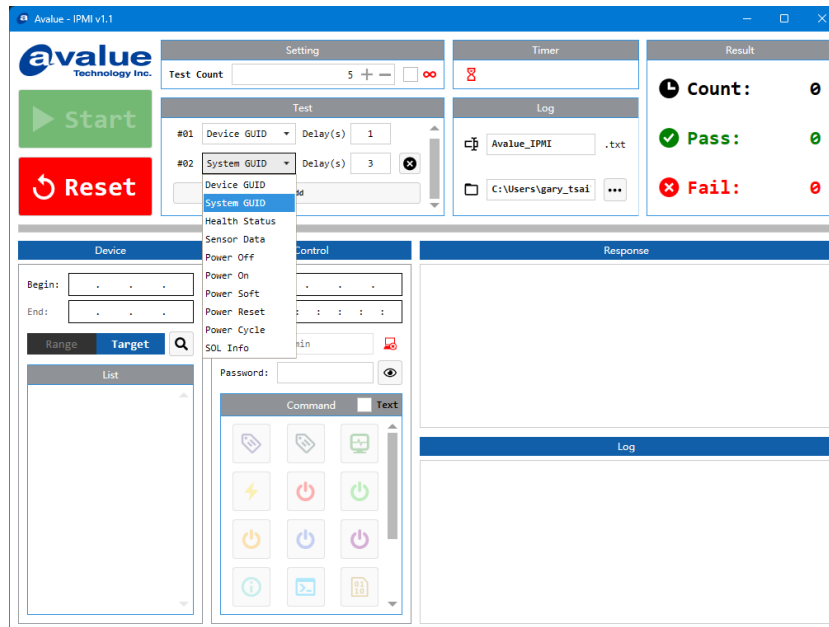 Avalue - IPMI v1.1
avalue
Technology Inc.
Start
Reset
Setting
Test Count 5
Test
#01 Device GUID Delay(s) 1
#02 System GUID Delay(s) 3
Device GUID
System GUID
Health Status
Sensor Data
Power Off
Power On
Power Soft
Power Reset
Power Cycle
SOL Info
Timer
Log
Avalue_IPMI .txt
C:\Users\gary_tsai
Result
Count: 0
Pass: 0
Fail: 0
Device
Begin: . . .
End: . . .
Range Target
List
Control
. . .
: : : : :
Password:
Command Text
Response
Log